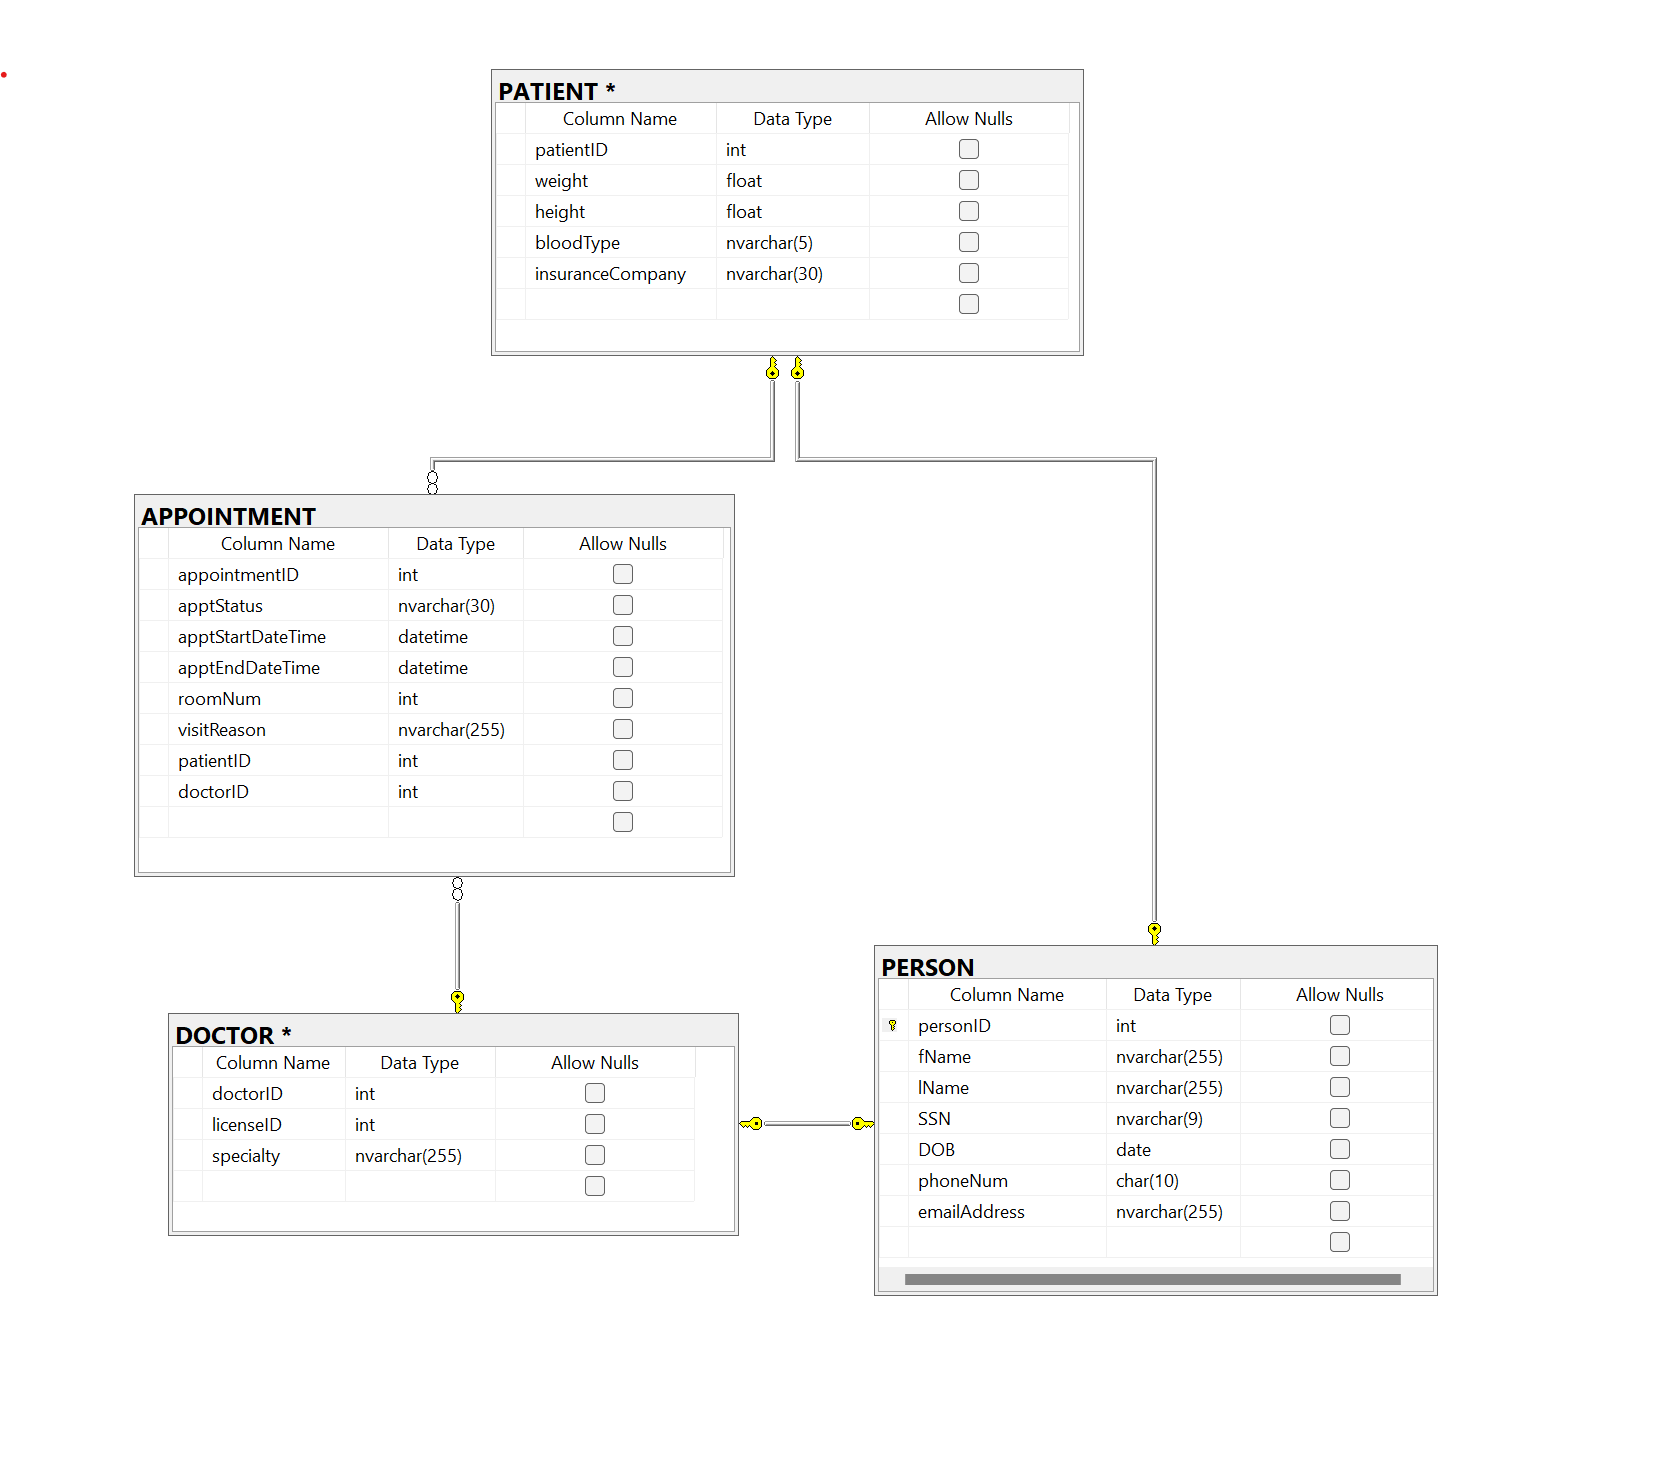 PATIENT *
Column Name Data Type Allow Nulls
patientID int
weight float
height float
bloodType nvarchar(5)
insuranceCompany nvarchar(30)
APPOINTMENT
Column Name Data Type Allow Nulls
appointmentID int
apptStatus nvarchar(30)
apptStartDateTime datetime
apptEndDateTime datetime
roomNum int
visitReason nvarchar(255)
patientID int
doctorID int
DOCTOR *
Column Name Data Type Allow Nulls
doctorID int
licenseID int
specialty nvarchar(255)
PERSON
Column Name Data Type Allow Nulls
personID int
fName nvarchar(255)
lName nvarchar(255)
SSN nvarchar(9)
DOB date
phoneNum char(10)
emailAddress nvarchar(255)